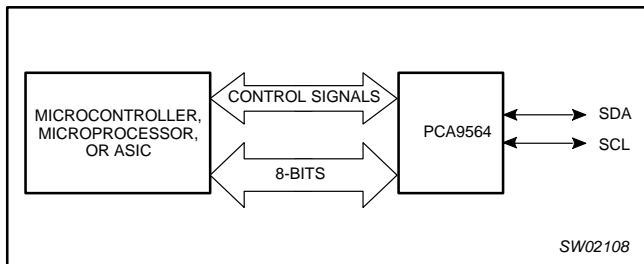 CONTROL SIGNALS
MICROCONTROLLER,
MICROPROCESSOR,
OR ASIC
PCA9564
SDA
SCL
8-BITS
SW02108